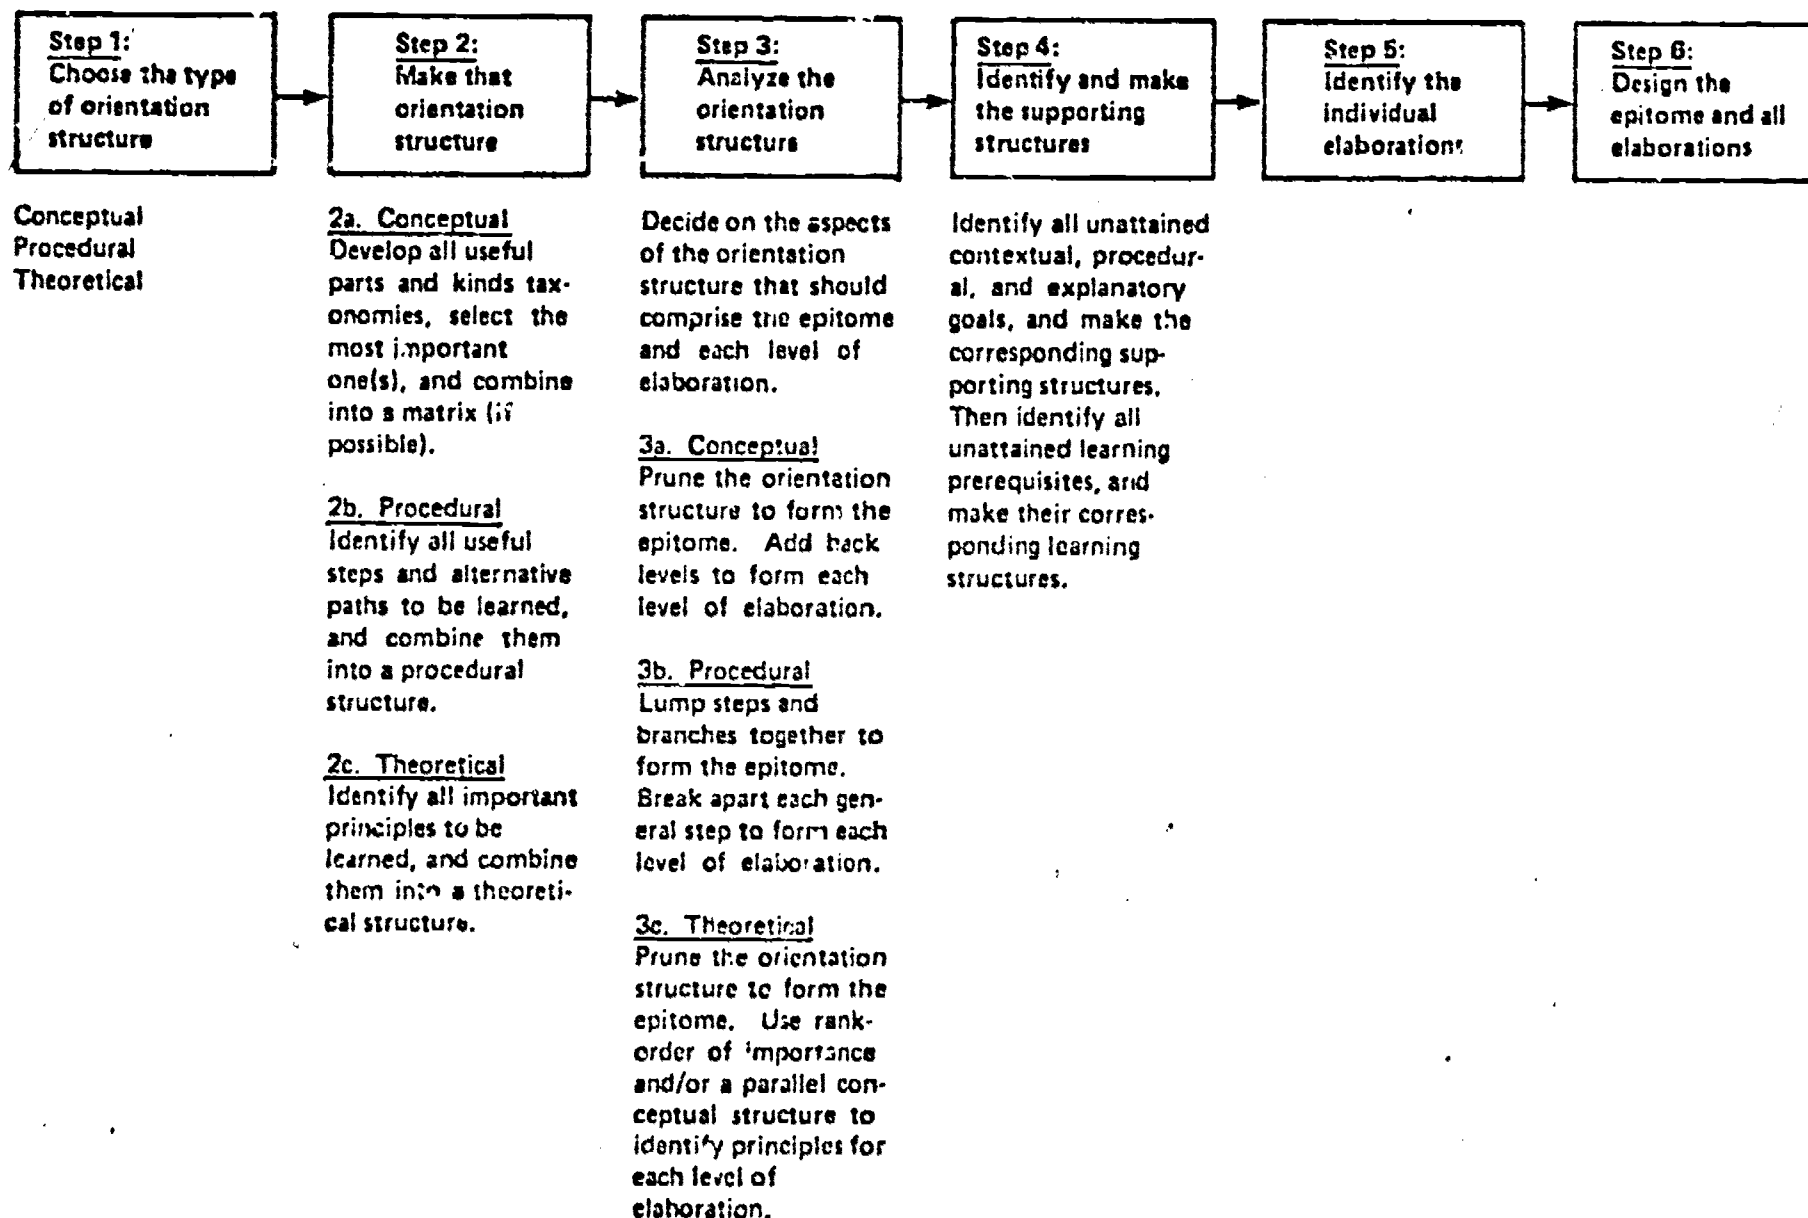 Step 1:
Choose the type
of orientation
structure
Step 2:
Make that
orientation
structure
Step 3:
Analyze the
orientation
structure
Step 4:
Identify and make
the supporting
structures
Step 5:
Identify the
individual
elaborations
Step 6:
Design the
epitome and all
elaborations
Conceptual
Procedural
Theoretical
2a. Conceptual
Develop all useful
parts and kinds tax-
onomies, select the
most important
one(s), and combine
into a matrix (if
possible).
2b. Procedural
Identify all useful
steps and alternative
paths to be learned,
and combine them
into a procedural
structure.
2c. Theoretical
Identify all important
principles to be
learned, and combine
them into a theoreti-
cal structure.
Decide on the aspects
of the orientation
structure that should
comprise the epitome
and each level of
elaboration.
3a. Conceptual
Prune the orientation
structure to form the
epitome. Add back
levels to form each
level of elaboration.
3b. Procedural
Lump steps and
branches together to
form the epitome.
Break apart each gen-
eral step to form each
level of elaboration.
3c. Theoretical
Prune the orientation
structure to form the
epitome. Use rank-
order of importance
and/or a parallel con-
ceptual structure to
identify principles for
each level of
elaboration.
Identify all unattained
contextual, procedur-
al, and explanatory
goals, and make the
corresponding sup-
porting structures.
Then identify all
unattained learning
prerequisites, and
make their corres-
ponding learning
structures.